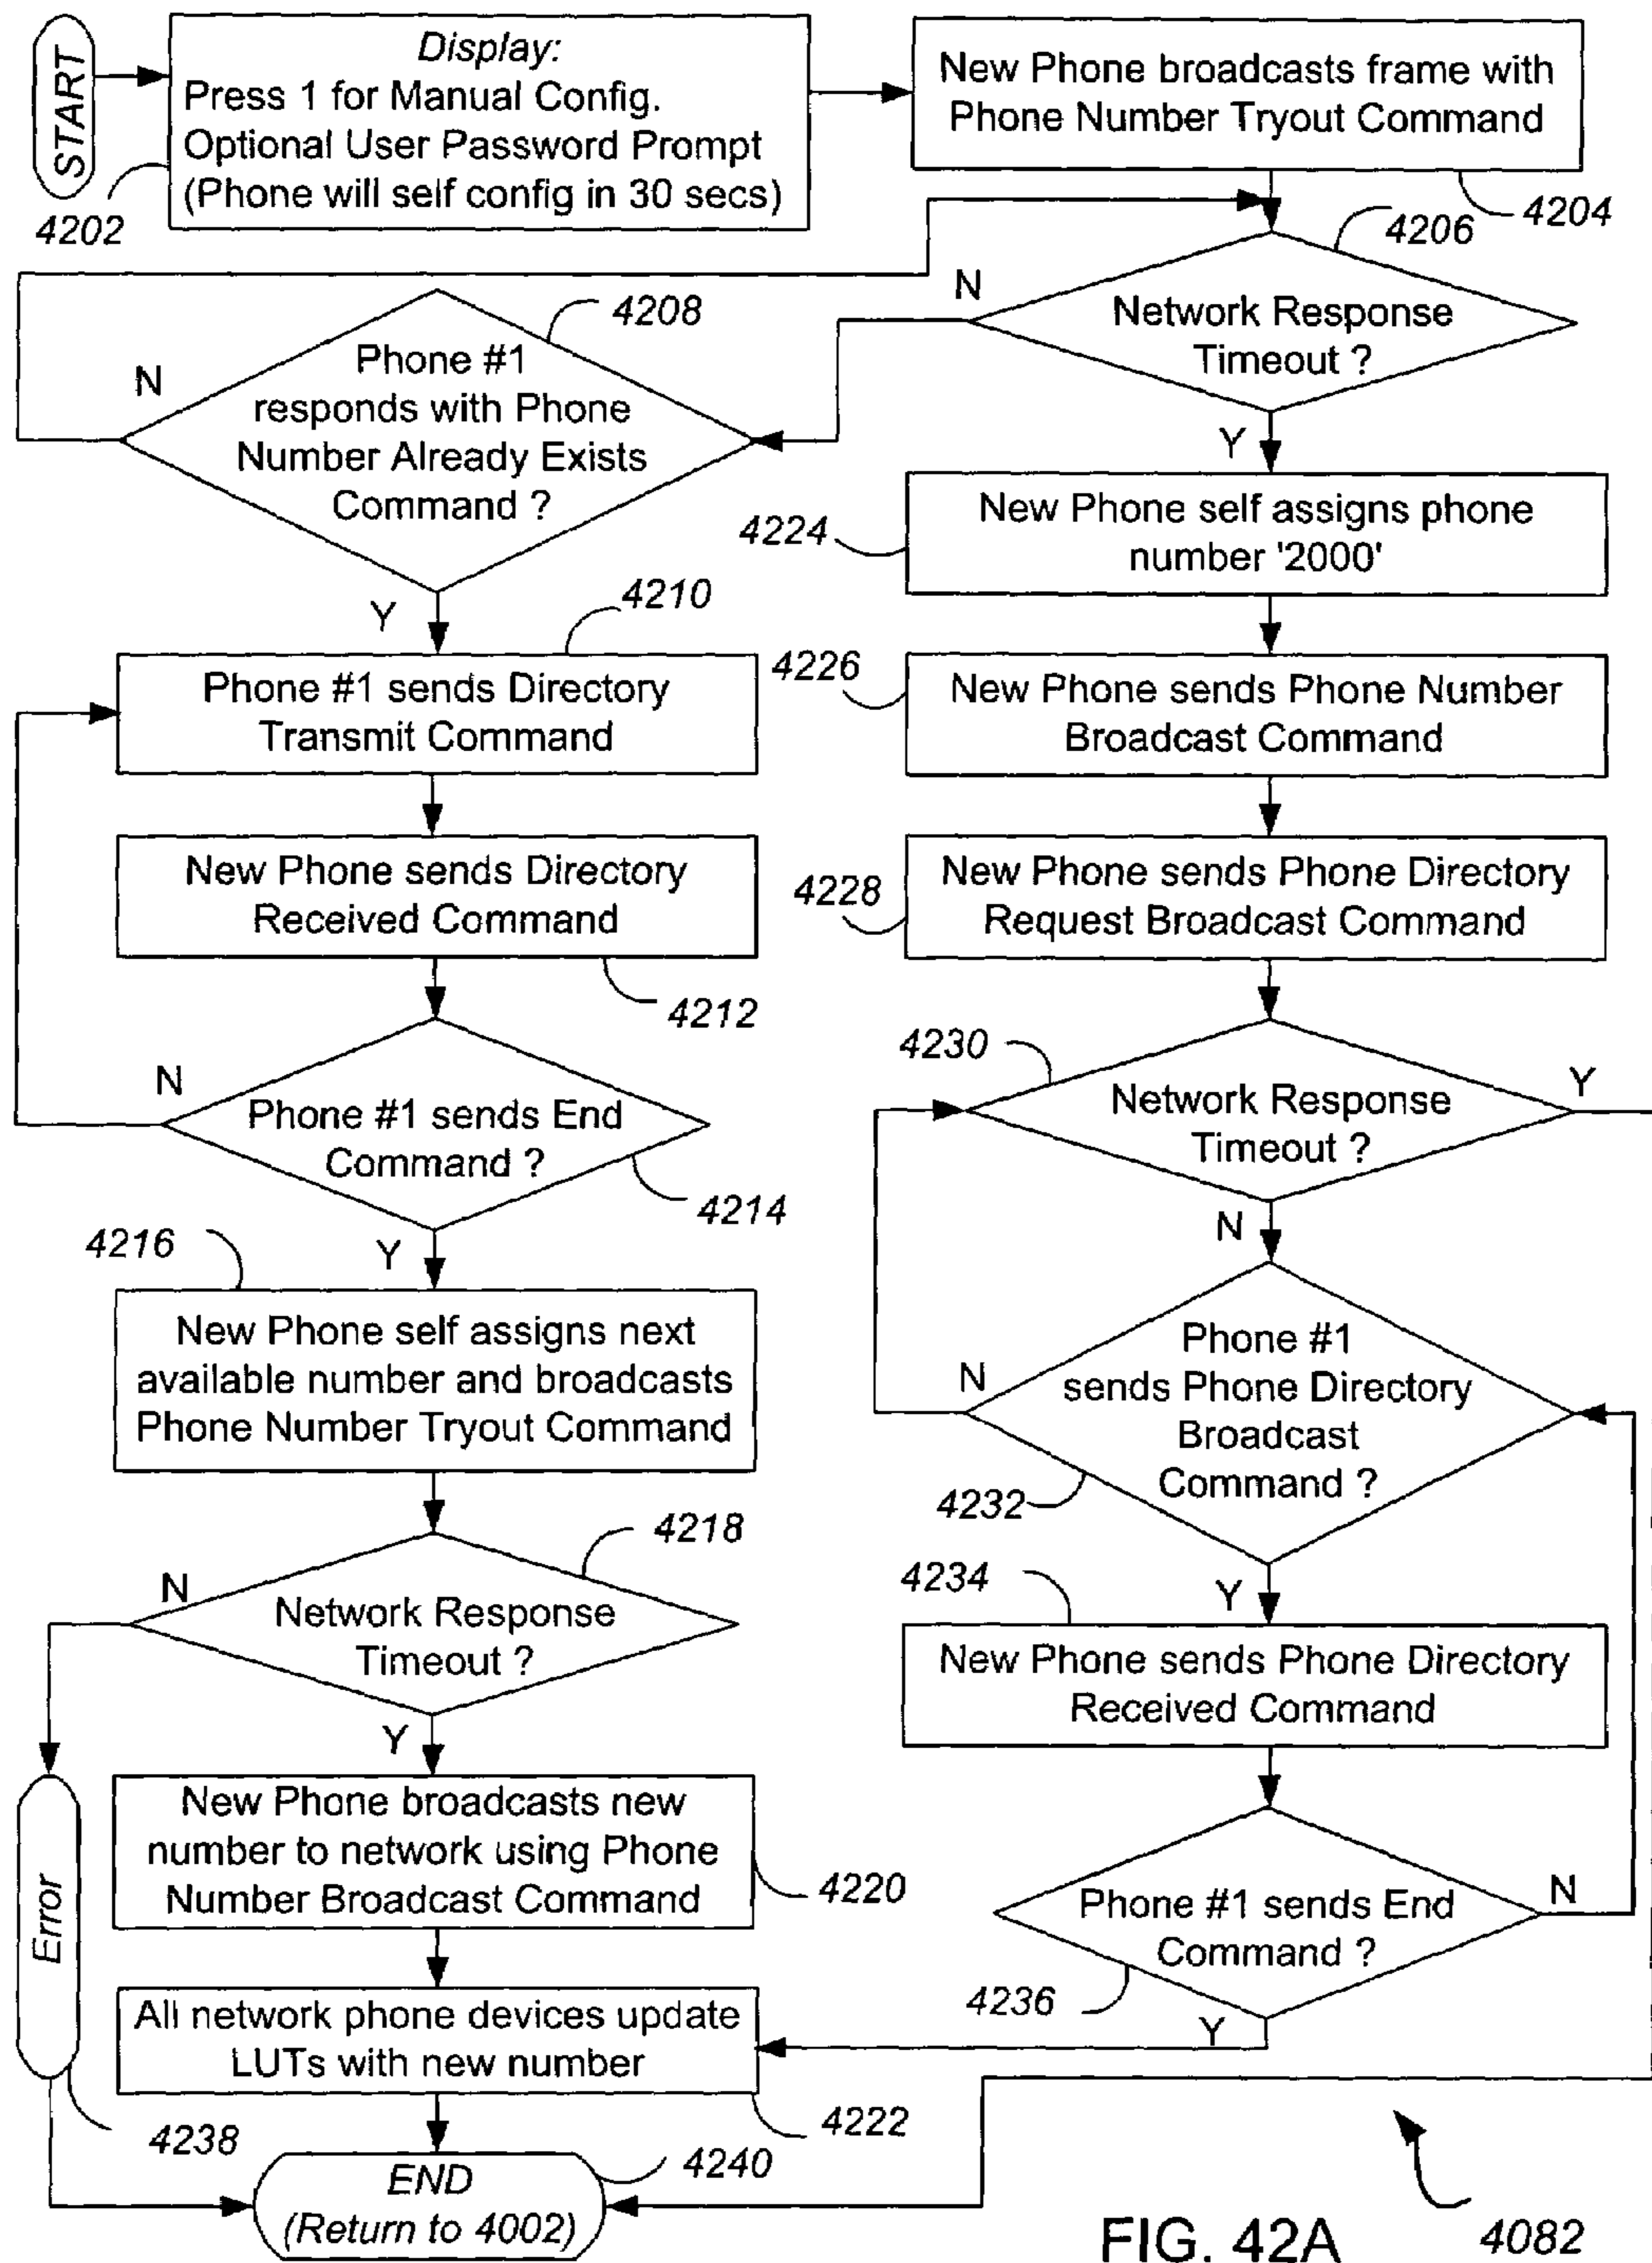 START
Display:
Press 1 for Manual Config.
Optional User Password Prompt
(Phone will self config in 30 secs)
4202
New Phone broadcasts frame with
Phone Number Tryout Command
4204
4206
N
Network Response
Timeout ?
Y
4208
Phone #1
responds with Phone
Number Already Exists
Command ?
N
Y
4210
Phone #1 sends Directory
Transmit Command
New Phone sends Directory
Received Command
4212
N
Phone #1 sends End
Command ?
4214
Y
4216
New Phone self assigns next
available number and broadcasts
Phone Number Tryout Command
4218
N
Network Response
Timeout ?
Y
New Phone broadcasts new
number to network using Phone
Number Broadcast Command
4220
All network phone devices update
LUTs with new number
4222
Error
4238
END
(Return to 4002)
4240
4224
New Phone self assigns phone
number '2000'
4226
New Phone sends Phone Number
Broadcast Command
4228
New Phone sends Phone Directory
Request Broadcast Command
4230
Network Response
Timeout ?
Y
N
Phone #1
sends Phone Directory
Broadcast
Command ?
N
4232
Y
4234
New Phone sends Phone Directory
Received Command
Phone #1 sends End
Command ?
N
4236
Y
FIG. 42A
4082